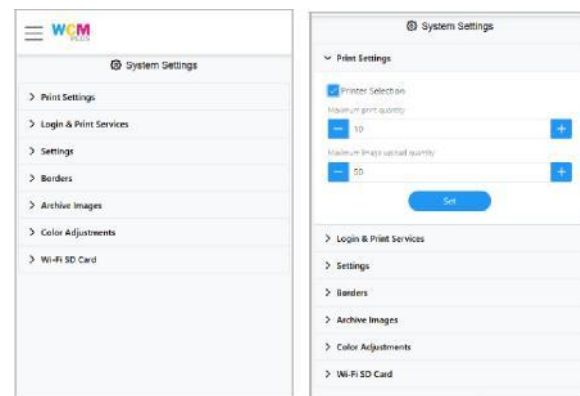 WCM
PLUS
System Settings
Print Settings
Login & Print Services
Settings
Borders
Archive Images
Color Adjustments
Wi-Fi SD Card
System Settings
Print Settings
Printer Selection
Maximum print quantity
10
Maximum image upload quantity
50
Set
Login & Print Services
Settings
Borders
Archive Images
Color Adjustments
Wi-Fi SD Card